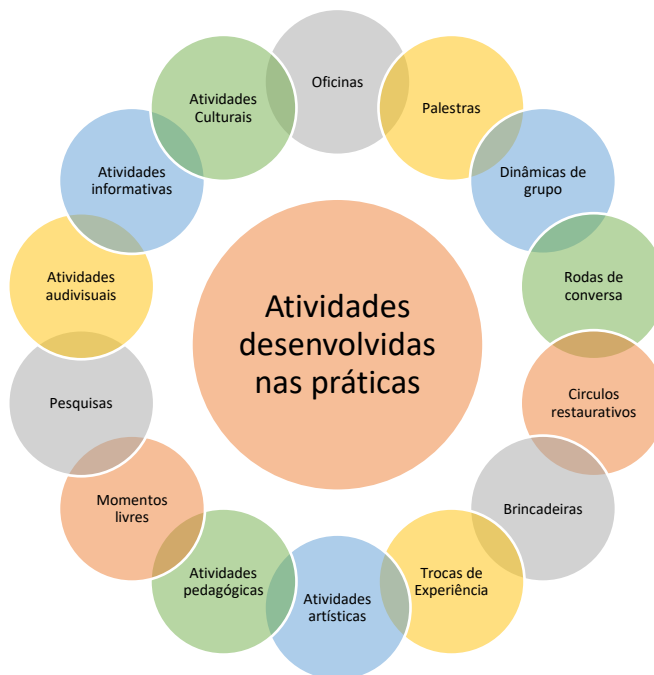 Atividades
desenvolvidas
nas práticas
Oficinas
Palestras
Dinâmicas de
grupo
Rodas de
conversa
Circulos
restaurativos
Brincadeiras
Trocas de
Experiência
Atividades
artísticas
Atividades
pedagógicas
Momentos
livres
Pesquisas
Atividades
audivisuais
Atividades
informativas
Atividades
Culturais